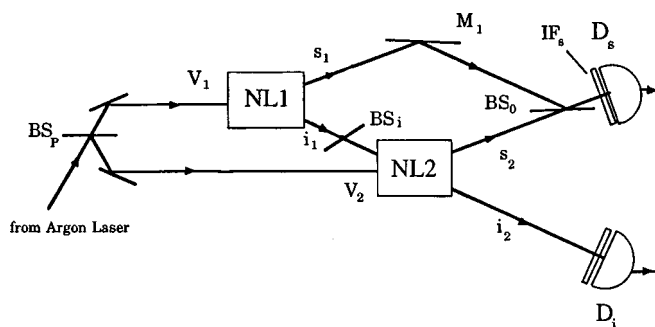 M₁
s₁
IFₛ
Dₛ
V₁
NL1
BSₚ
i₁
BSᵢ
BS₀
NL2
s₂
V₂
i₂
from Argon Laser
Dᵢ